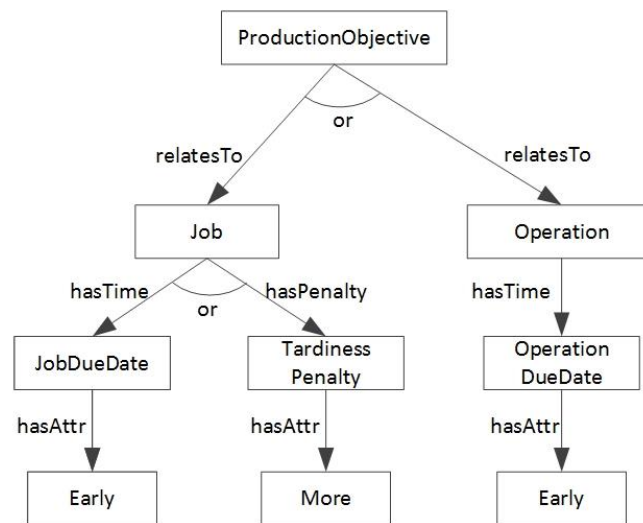 ProductionObjective
or
relatesTo
relatesTo
Job
Operation
hasTime
hasPenalty
hasTime
or
JobDueDate
Tardiness
Penalty
Operation
DueDate
hasAttr
hasAttr
hasAttr
Early
More
Early